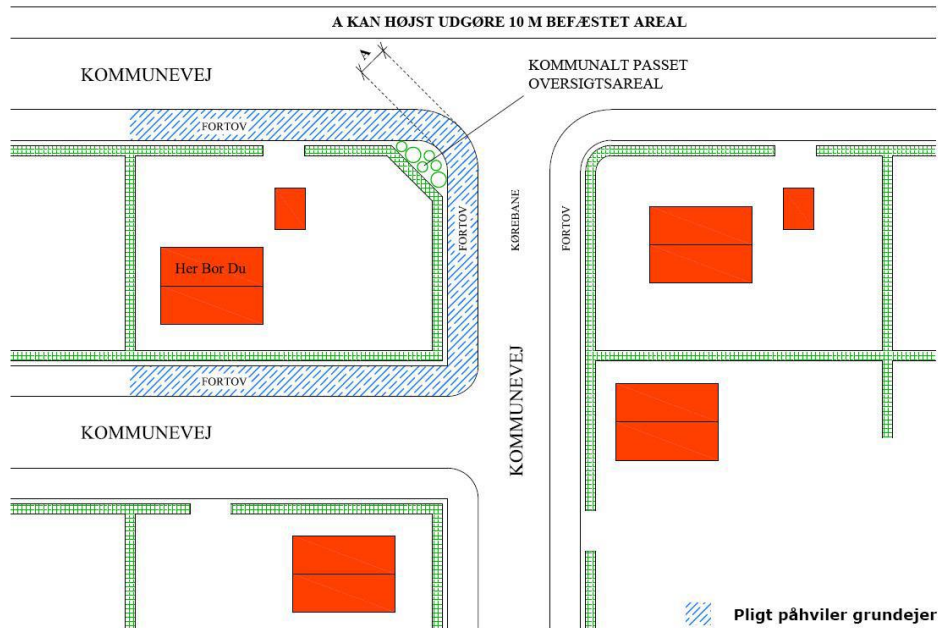 A KAN HØJST UDGØRE 10 M BEFÆSTET AREAL
A
KOMMUNEVEJ
KOMMUNALT PASSET
OVERSIGTSAREAL
FORTOV
FORTOV
KØREBANE
FORTOV
Her Bor Du
FORTOV
KOMMUNEVEJ
KOMMUNEVEJ
Pligt påhviler grundejer